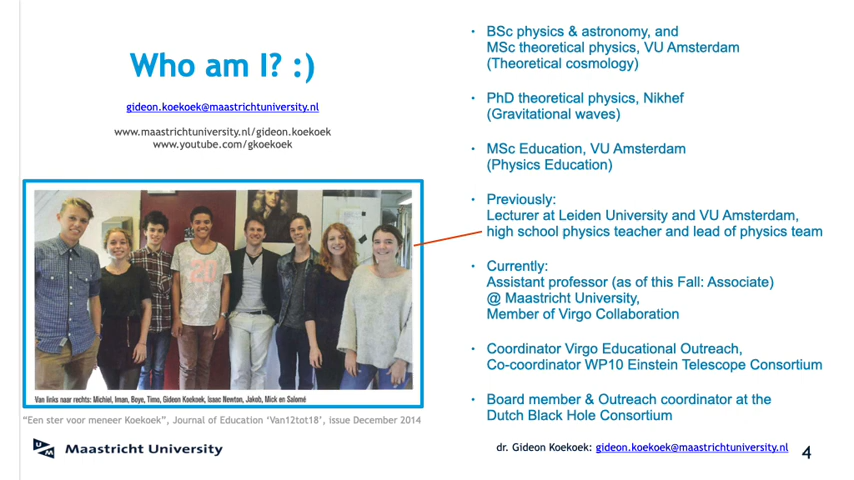 Who am I? :)
gideon.koekoek@maastrichtuniversity.nl
www.maastrichtuniversity.nl/gideon.koekoek
www.youtube.com/gkoekoek
Van links naar rechts: Michiel, Iman, Boye, Timo, Gideon Koekoek, Isaac Newton, Jakob, Mick en Salomé
“Een ster voor meneer Koekoek”, Journal of Education ‘Van12tot18’, issue December 2014
Maastricht University
• BSc physics & astronomy, and
MSc theoretical physics, VU Amsterdam
(Theoretical cosmology)
• PhD theoretical physics, Nikhef
(Gravitational waves)
• MSc Education, VU Amsterdam
(Physics Education)
• Previously:
Lecturer at Leiden University and VU Amsterdam,
high school physics teacher and lead of physics team
• Currently:
Assistant professor (as of this Fall: Associate)
@ Maastricht University,
Member of Virgo Collaboration
• Coordinator Virgo Educational Outreach,
Co-coordinator WP10 Einstein Telescope Consortium
• Board member & Outreach coordinator at the
Dutch Black Hole Consortium
dr. Gideon Koekoek: gideon.koekoek@maastrichtuniversity.nl
4